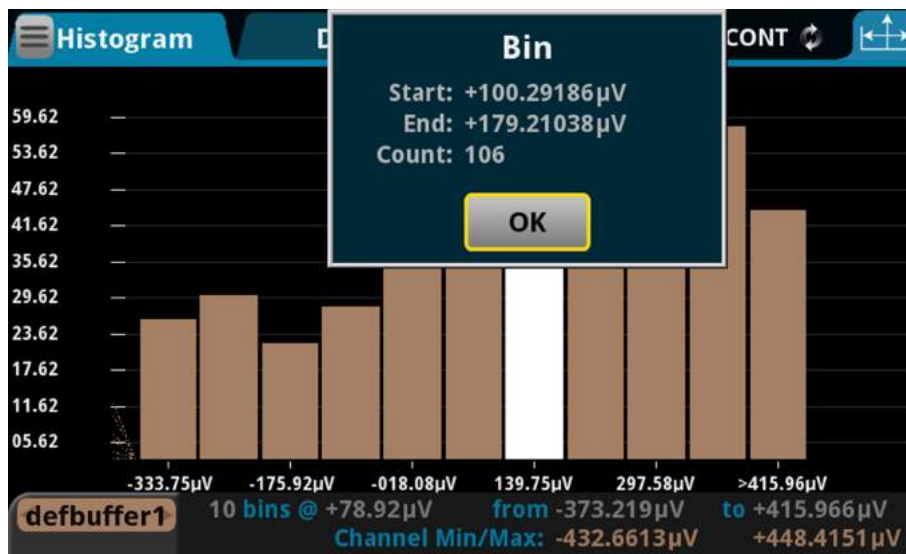 Histogram
Bin
CONT
Start: +100.29186µV
End: +179.21038µV
Count: 106
OK
59.62
53.62
47.62
41.62
35.62
29.62
23.62
17.62
11.62
05.62
-333.75µV -175.92µV -018.08µV 139.75µV 297.58µV >415.96µV
defbuffer1 10 bins @ +78.92µV from -373.219µV to +415.966µV
Channel Min/Max: -432.6613µV +448.4151µV